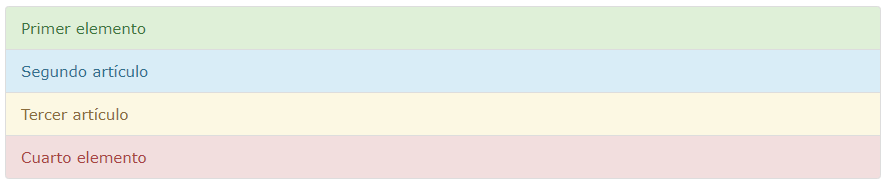 Primer elemento
Segundo artículo
Tercer artículo
Cuarto elemento